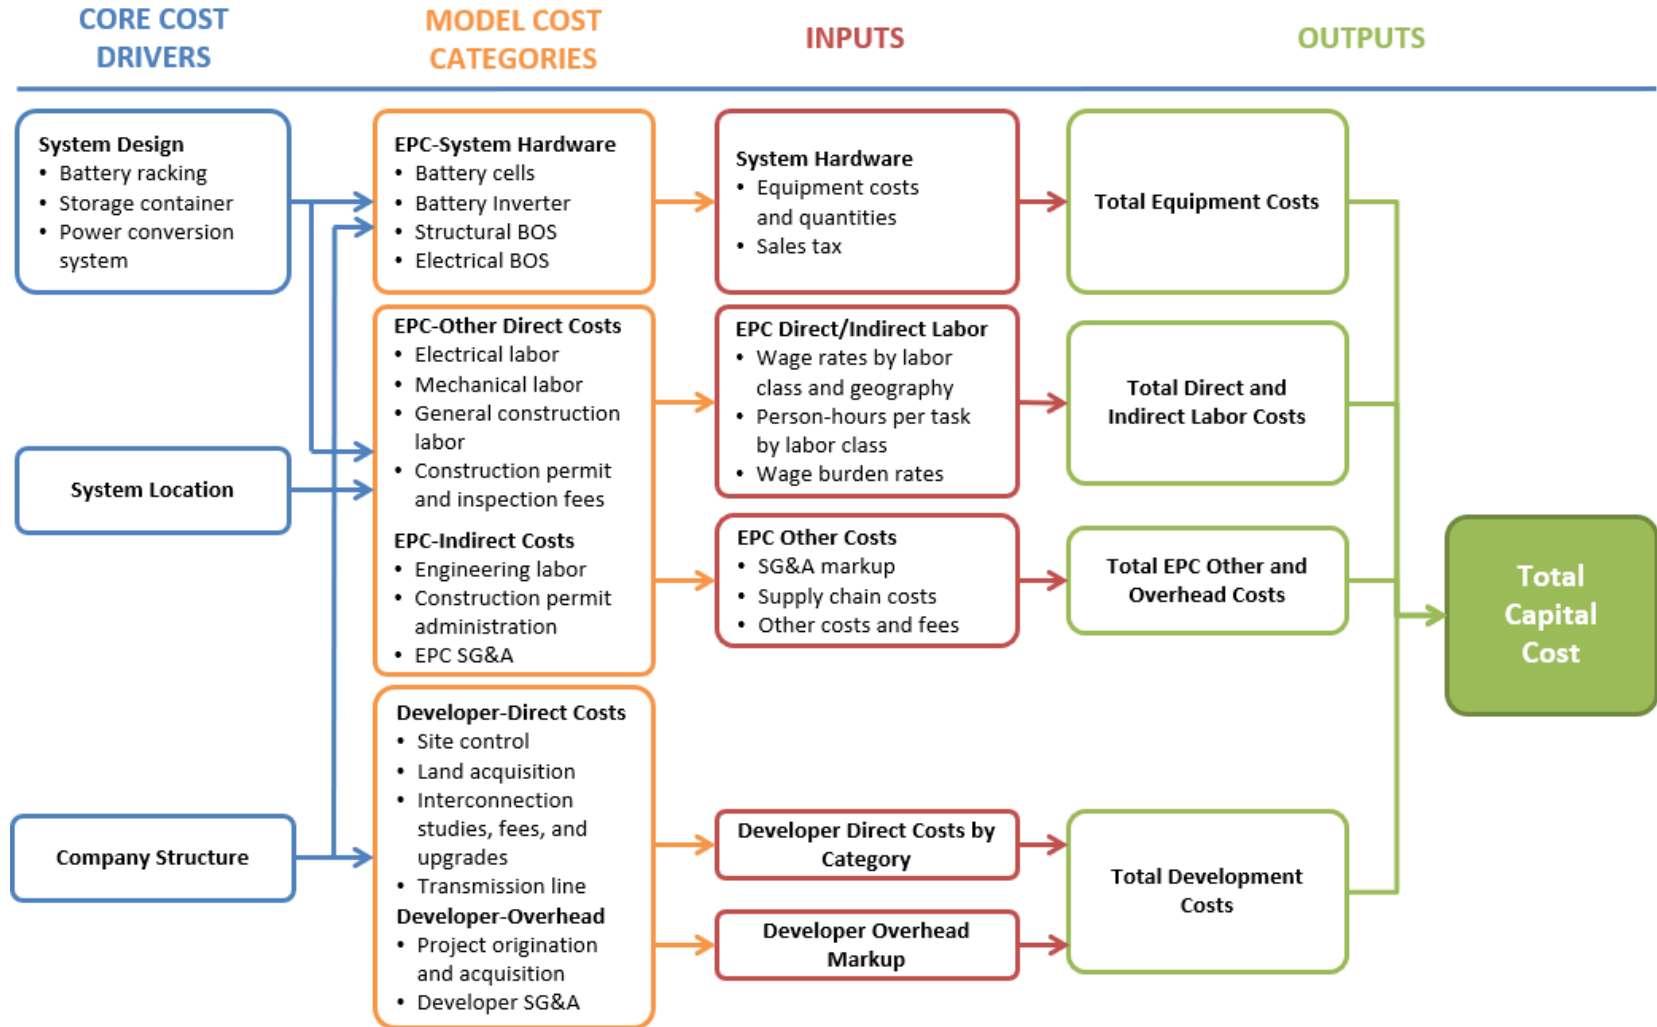 CORE COST
DRIVERS
MODEL COST
CATEGORIES
INPUTS
OUTPUTS
System Design
• Battery racking
• Storage container
• Power conversion
system
System Location
Company Structure
EPC-System Hardware
• Battery cells
• Battery Inverter
• Structural BOS
• Electrical BOS
EPC-Other Direct Costs
• Electrical labor
• Mechanical labor
• General construction
labor
• Construction permit
and inspection fees
EPC-Indirect Costs
• Engineering labor
• Construction permit
administration
• EPC SG&A
Developer-Direct Costs
• Site control
• Land acquisition
• Interconnection
studies, fees, and
upgrades
• Transmission line
Developer-Overhead
• Project origination
and acquisition
• Developer SG&A
System Hardware
• Equipment costs
and quantities
• Sales tax
EPC Direct/Indirect Labor
• Wage rates by labor
class and geography
• Person-hours per task
by labor class
• Wage burden rates
EPC Other Costs
• SG&A markup
• Supply chain costs
• Other costs and fees
Developer Direct Costs by
Category
Developer Overhead
Markup
Total Equipment Costs
Total Direct and
Indirect Labor Costs
Total EPC Other and
Overhead Costs
Total Development
Costs
Total
Capital
Cost